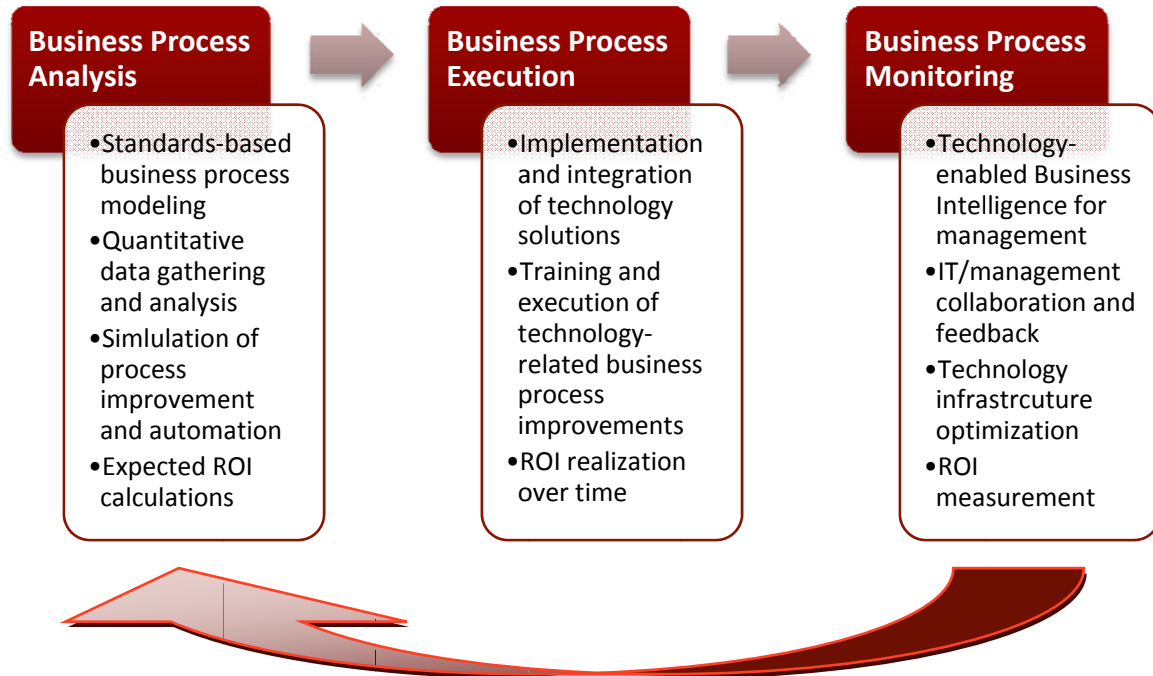 Business Process
Analysis
•Standards-based
business process
modeling
•Quantitative
data gathering
and analysis
•Simlulation of
process
improvement
and automation
•Expected ROI
calculations
Business Process
Execution
•Implementation
and integration
of technology
solutions
•Training and
execution of
technology-
related business
process
improvements
•ROI realization
over time
Business Process
Monitoring
•Technology-
enabled Business
Intelligence for
management
•IT/management
collaboration and
feedback
•Technology
infrastrcuture
optimization
•ROI
measurement